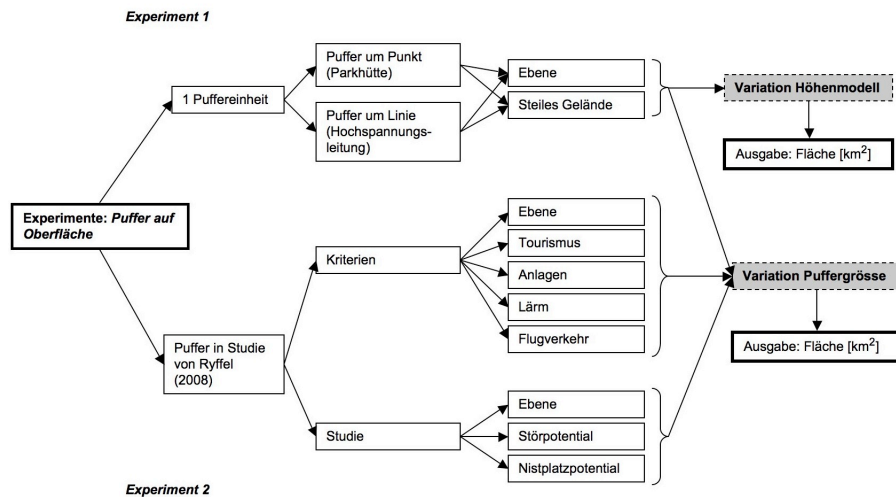 Experiment 1
Puffer um Punkt
(Parkhütte)
1 Puffereinheit
Puffer um Linie
(Hochspannungs-
leitung)
Ebene
Steiles Gelände
Variation Höhenmodell
Ausgabe: Fläche [km²]
Experimente: Puffer auf
Oberfläche
Kriterien
Ebene
Tourismus
Anlagen
Lärm
Flugverkehr
Variation Puffergrösse
Ausgabe: Fläche [km²]
Puffer in Studie
von Ryffel
(2008)
Studie
Ebene
Störpotential
Nistplatzpotential
Experiment 2